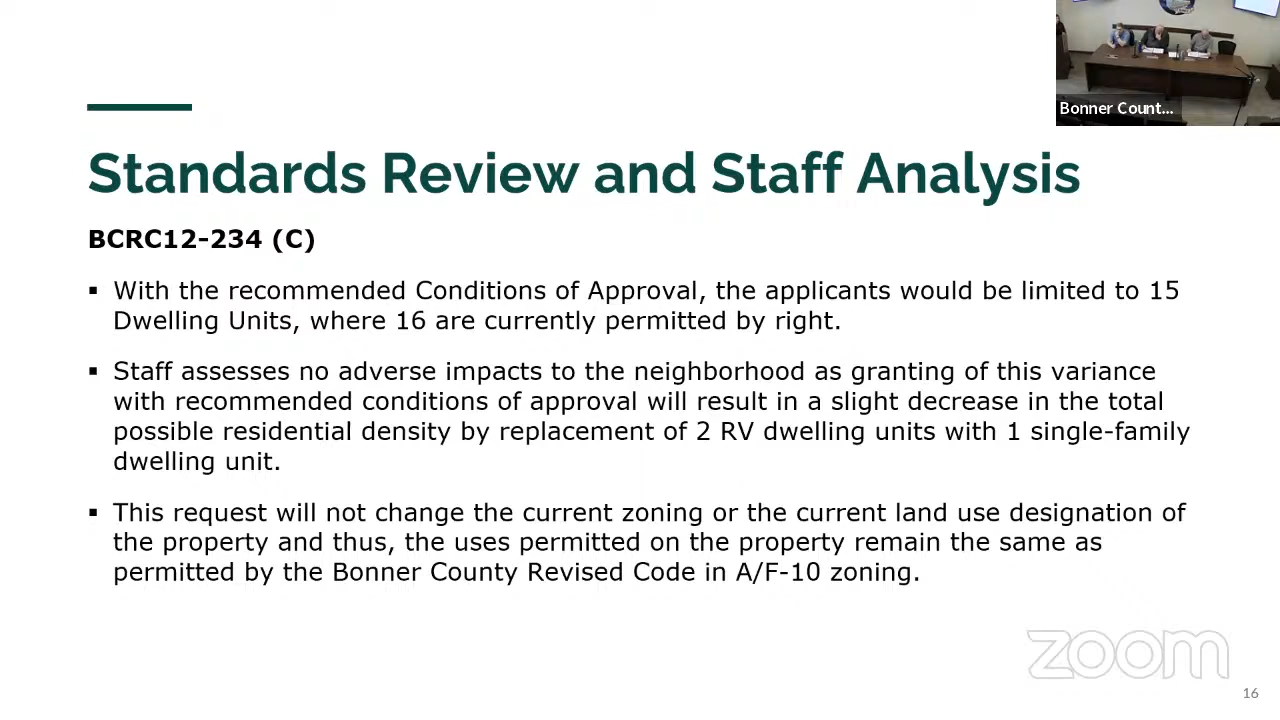 Bonner Count...
Standards Review and Staff Analysis
BCRC12-234 (C)
▪ With the recommended Conditions of Approval, the applicants would be limited to 15
Dwelling Units, where 16 are currently permitted by right.
▪ Staff assesses no adverse impacts to the neighborhood as granting of this variance
with recommended conditions of approval will result in a slight decrease in the total
possible residential density by replacement of 2 RV dwelling units with 1 single-family
dwelling unit.
▪ This request will not change the current zoning or the current land use designation of
the property and thus, the uses permitted on the property remain the same as
permitted by the Bonner County Revised Code in A/F-10 zoning.
zoom
16